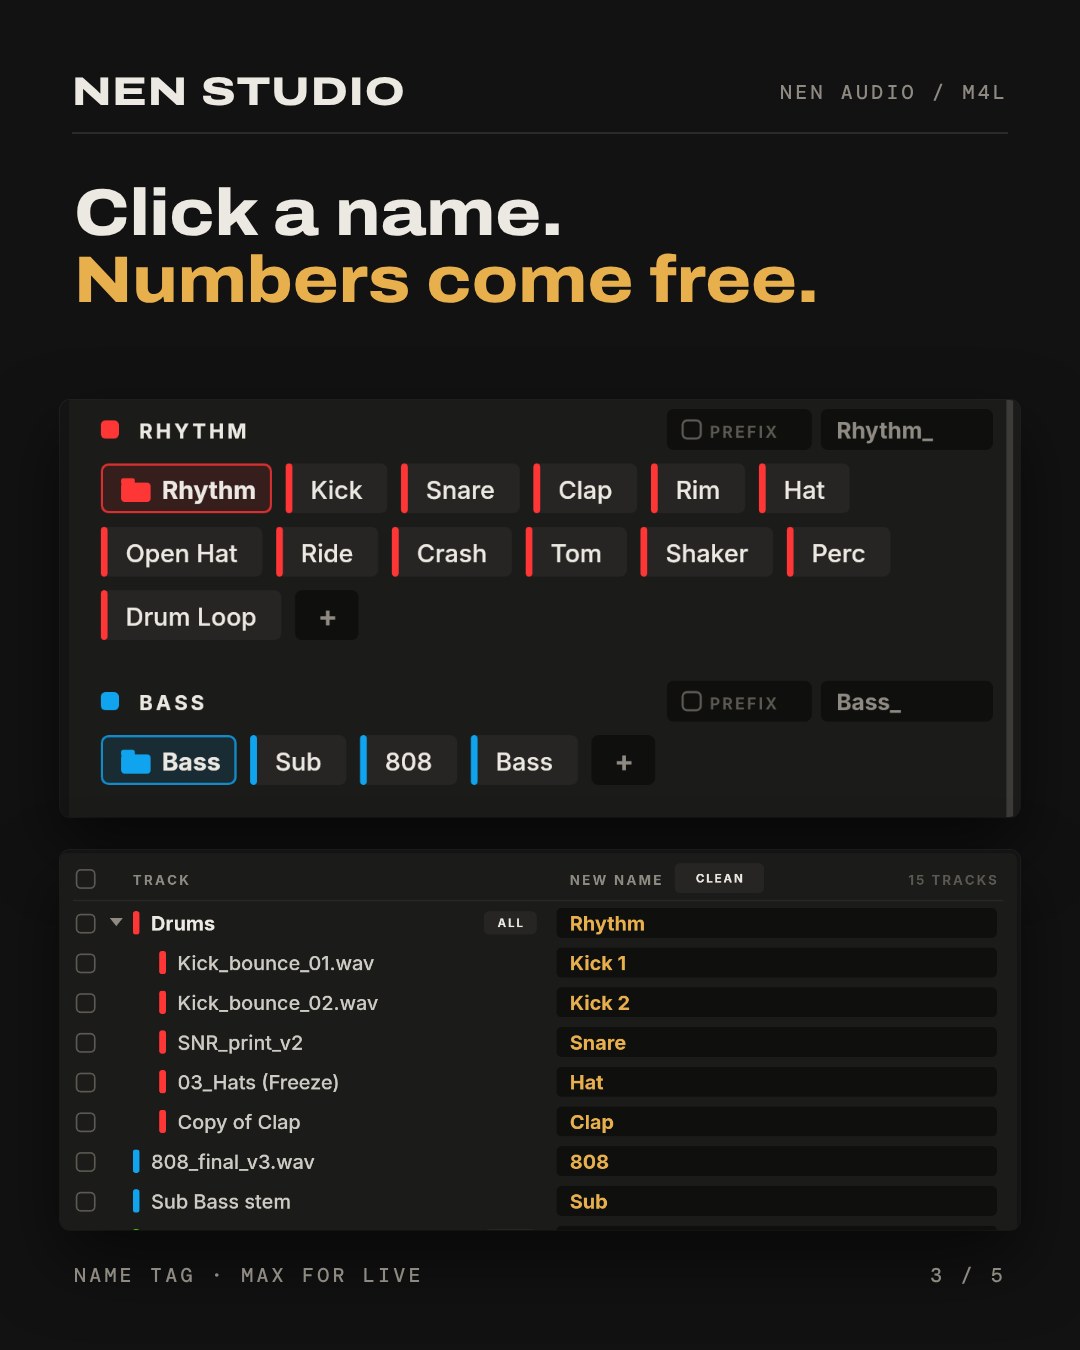 NEN STUDIO
NEN AUDIO / M4L
Click a name.
Numbers come free.
RHYTHM
PREFIX
Rhythm_
Rhythm Kick Snare Clap Rim Hat
Open Hat Ride Crash Tom Shaker Perc
Drum Loop +
BASS
PREFIX
Bass_
Bass Sub 808 Bass +
TRACK NEW NAME CLEAN 15 TRACKS
Drums ALL Rhythm
Kick_bounce_01.wav Kick 1
Kick_bounce_02.wav Kick 2
SNR_print_v2 Snare
03_Hats (Freeze) Hat
Copy of Clap Clap
808_final_v3.wav 808
Sub Bass stem Sub
NAME TAG · MAX FOR LIVE
3 / 5